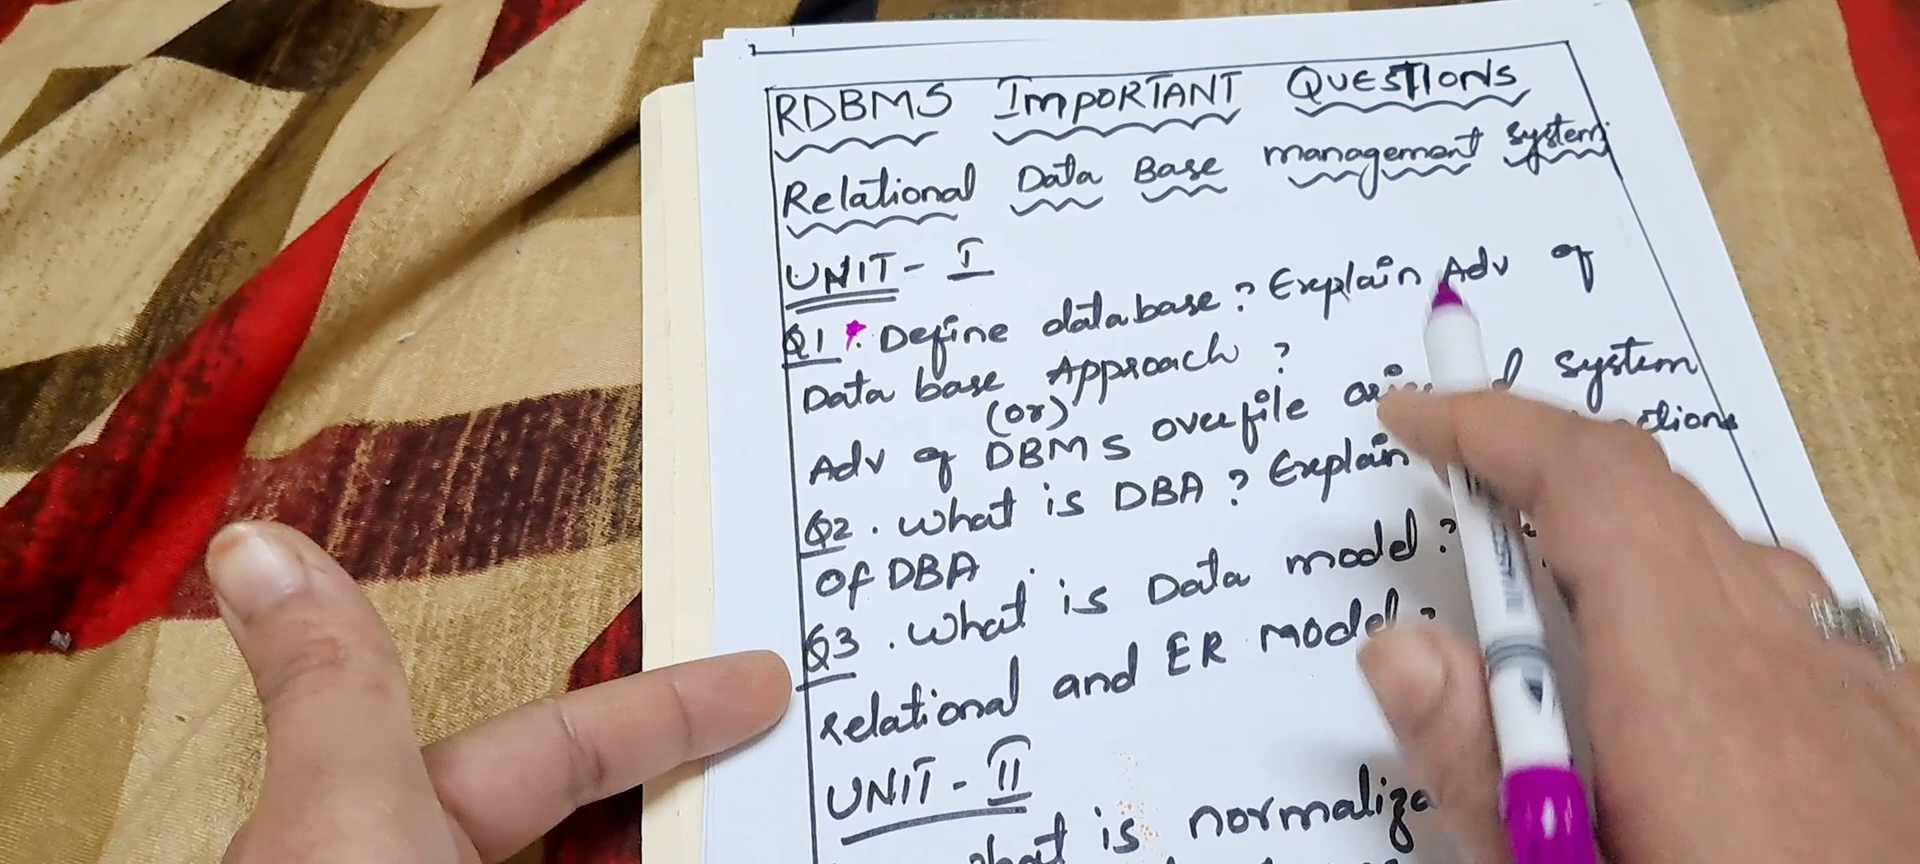 RDBMS IMPORTANT QUESTIONS
Relational Data Base management System
UNIT - I
Q1. Define database? Explain Adv of
Data base Approach?
(or)
Adv of DBMS over file system
Q2. What is DBA? Explain
of DBA
Q3. What is Data model?
relational and ER model?
UNIT - II
is